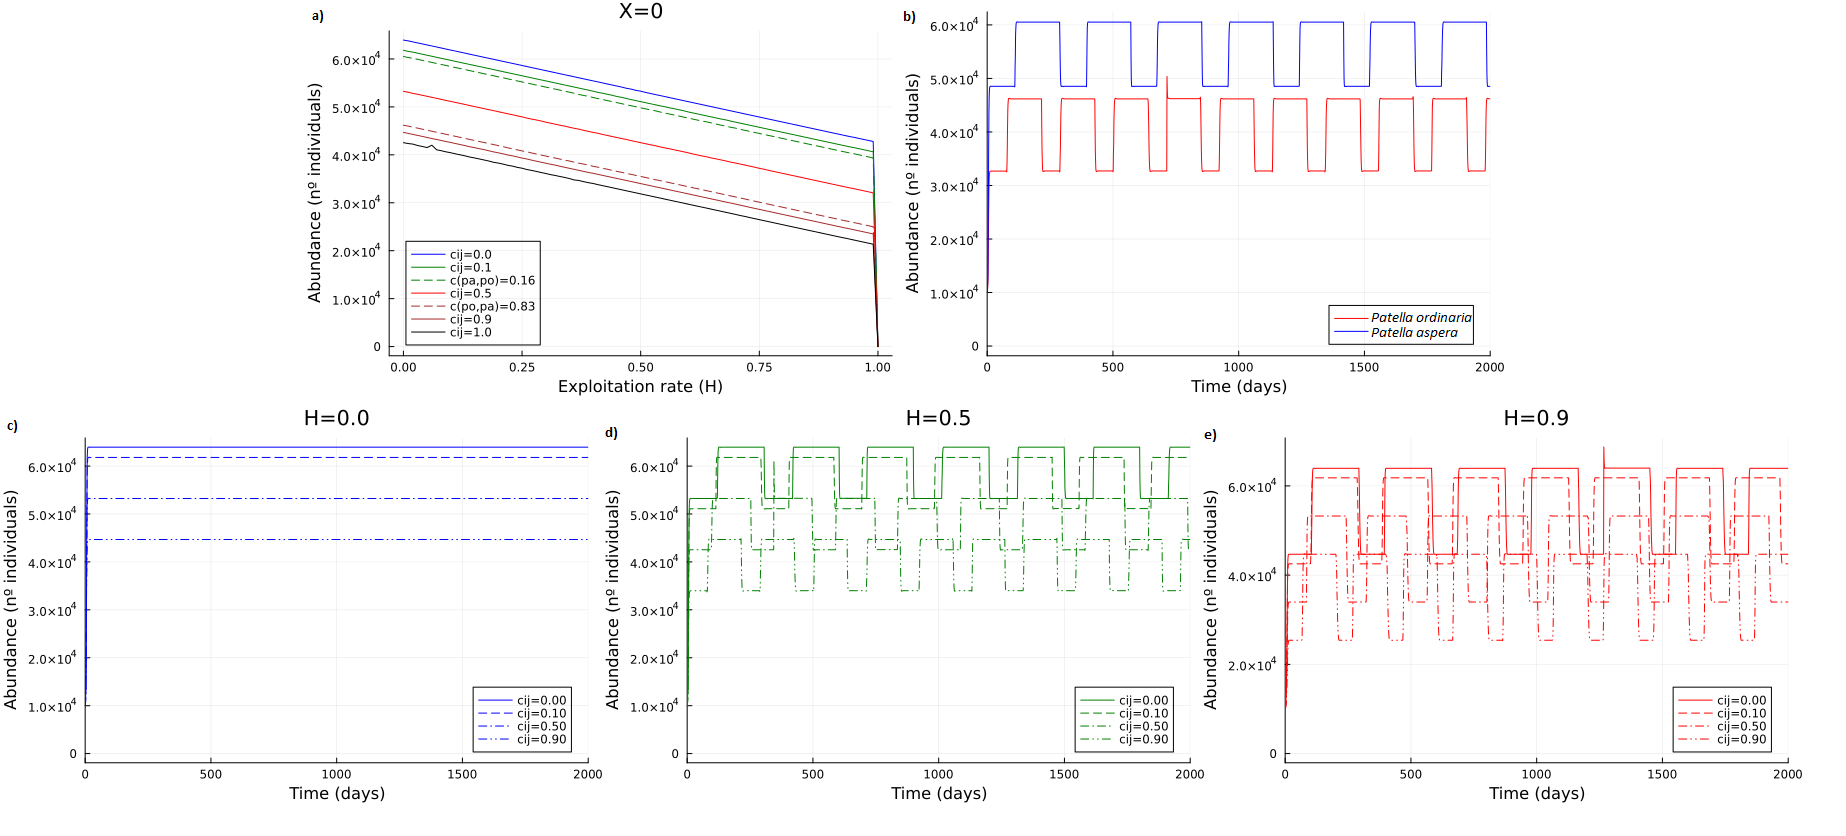 a)
X=0
Abundance (nº individuals)
6.0×10⁴
5.0×10⁴
4.0×10⁴
3.0×10⁴
2.0×10⁴
1.0×10⁴
0
cij=0.0
cij=0.1
c(pa,po)=0.16
cij=0.5
c(po,pa)=0.83
cij=0.9
cij=1.0
0.00 0.25 0.50 0.75 1.00
Exploitation rate (H)
b)
Abundance (nº individuals)
6.0×10⁴
5.0×10⁴
4.0×10⁴
3.0×10⁴
2.0×10⁴
1.0×10⁴
0
Patella ordinaria
Patella aspera
0 500 1000 1500 2000
Time (days)
c)
H=0.0
Abundance (nº individuals)
6.0×10⁴
5.0×10⁴
4.0×10⁴
3.0×10⁴
2.0×10⁴
1.0×10⁴
0
cij=0.00
cij=0.10
cij=0.50
cij=0.90
0 500 1000 1500 2000
Time (days)
d)
H=0.5
Abundance (nº individuals)
6.0×10⁴
5.0×10⁴
4.0×10⁴
3.0×10⁴
2.0×10⁴
1.0×10⁴
0
cij=0.00
cij=0.10
cij=0.50
cij=0.90
0 500 1000 1500 2000
Time (days)
e)
H=0.9
Abundance (nº individuals)
6.0×10⁴
4.0×10⁴
2.0×10⁴
0
cij=0.00
cij=0.10
cij=0.50
cij=0.90
0 500 1000 1500 2000
Time (days)